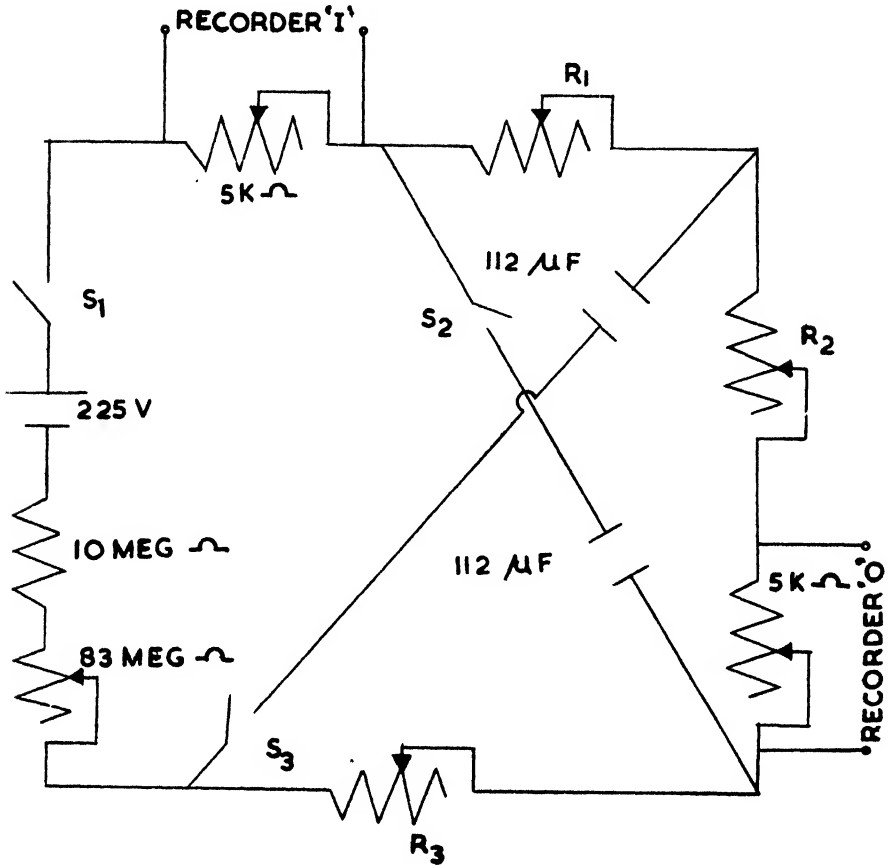 RECORDER 'I'
R1
5K Ω
112 µF
S1
S2
R2
225 V
10 MEG Ω
112 µF
5K Ω
RECORDER 'O'
83 MEG Ω
S3
R3